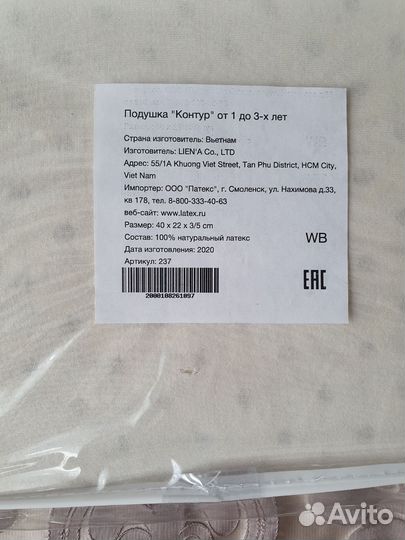 Подушка "Контур" от 1 до 3-х лет
Страна изготовитель: Вьетнам
Изготовитель: LIEN'A Co., LTD
Адрес: 55/1A Khuong Viet Street, Tan Phu District, HCM City,
Viet Nam
Импортер: ООО "Патекс", г. Смоленск, ул. Нахимова д.33,
кв 178, тел. 8-800-333-40-63
веб-сайт: www.latex.ru
Размер: 40 х 22 х 3/5 cm
Состав: 100% натуральный латекс
WB
Дата изготовления: 2020
Артикул: 237
EAC
2000108261097
Avito